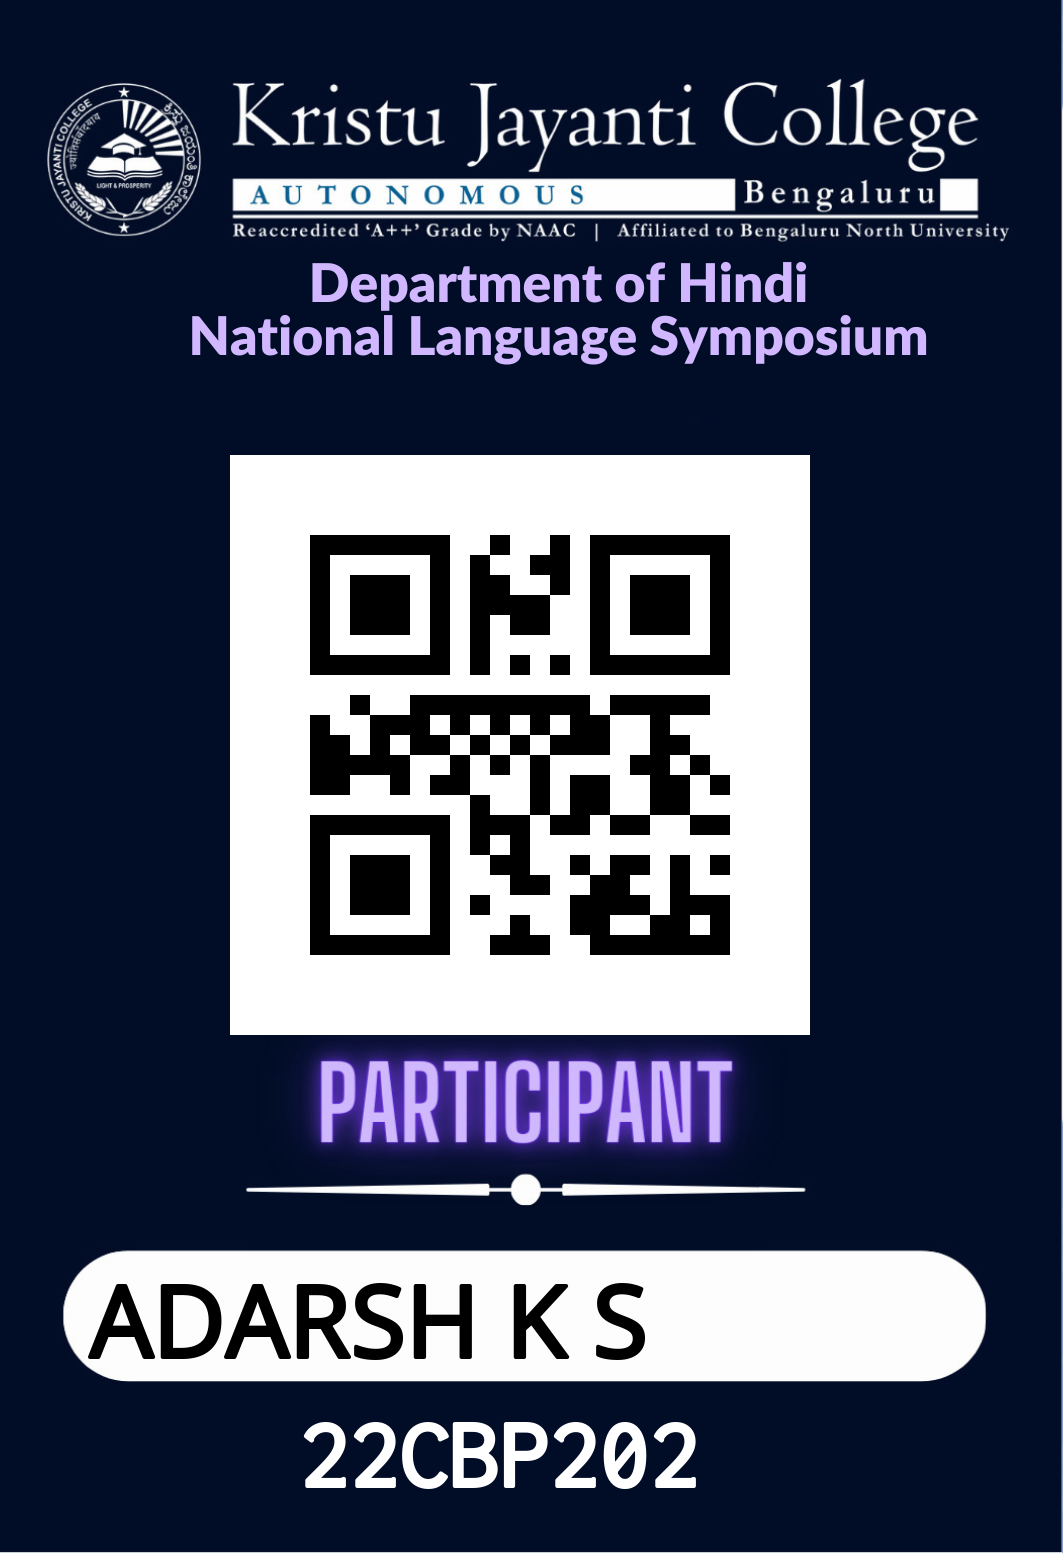 Kristu Jayanti College
AUTONOMOUS Bengaluru
Reaccredited ‘A++’ Grade by NAAC | Affiliated to Bengaluru North University
KRISTU JAYANTI COLLEGE
LIGHT & PROSPERITY
Department of Hindi
National Language Symposium
PARTICIPANT
ADARSH K S
22CBP202